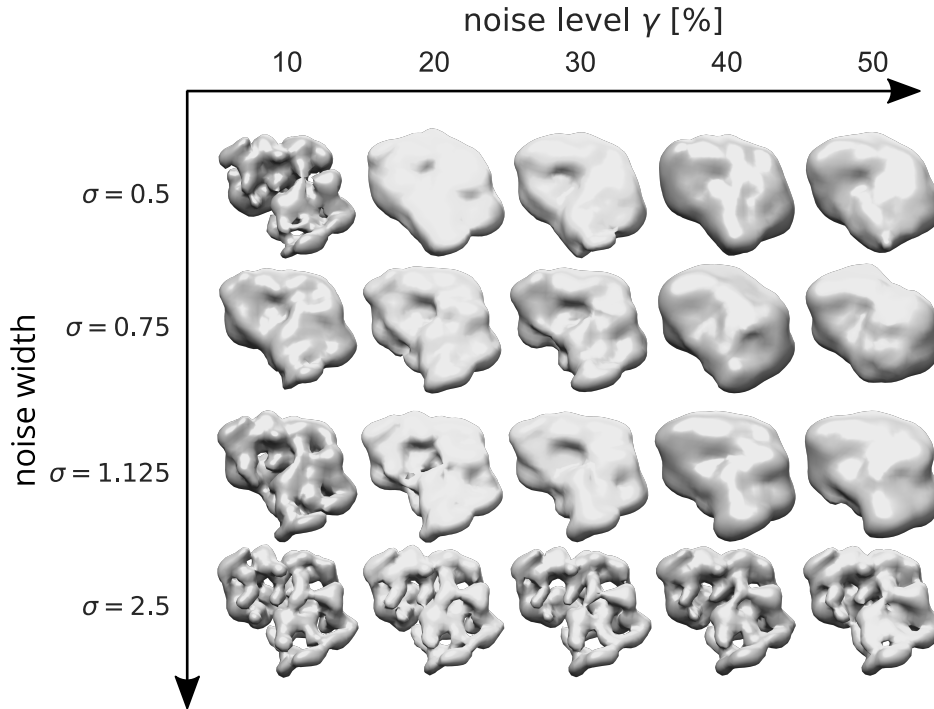 noise level γ [%]
10 20 30 40 50
noise width
σ = 0.5
σ = 0.75
σ = 1.125
σ = 2.5